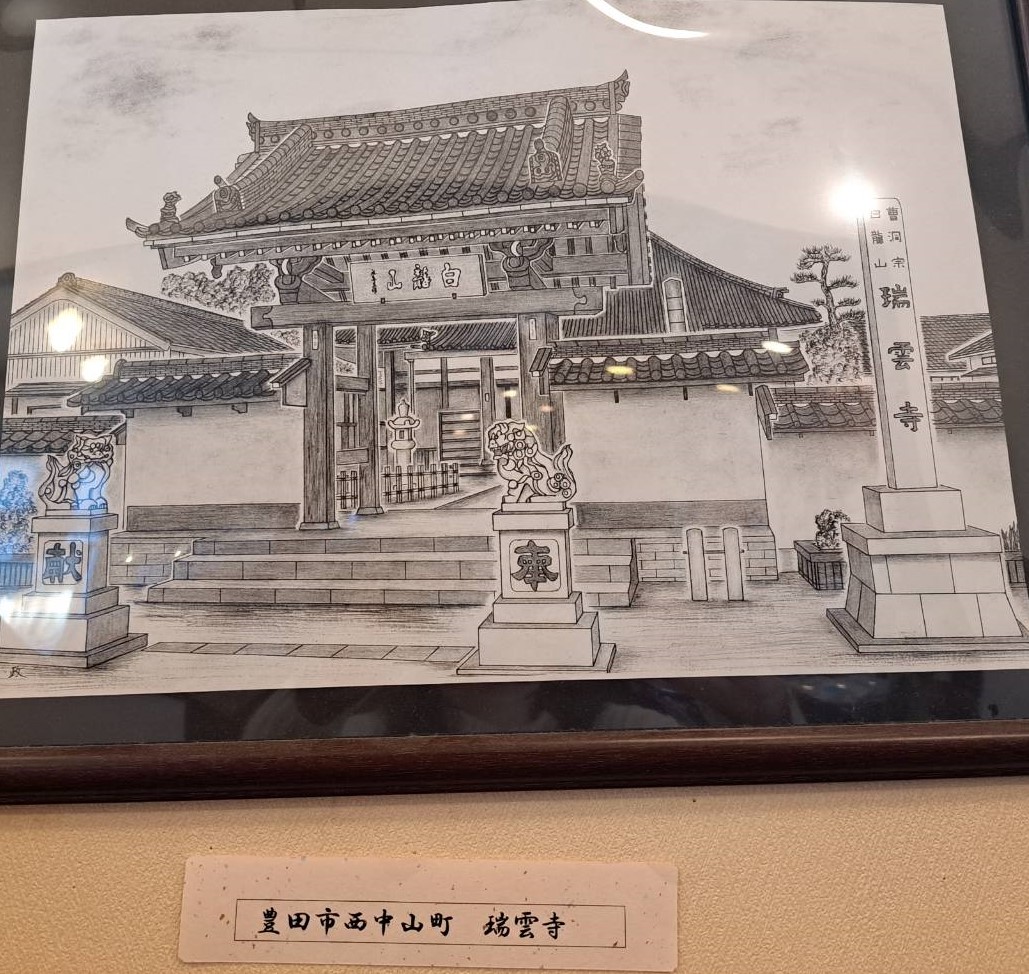 白龍山
曹洞宗
白龍山
瑞雲寺
献
奉
豊田市西中山町　瑞雲寺